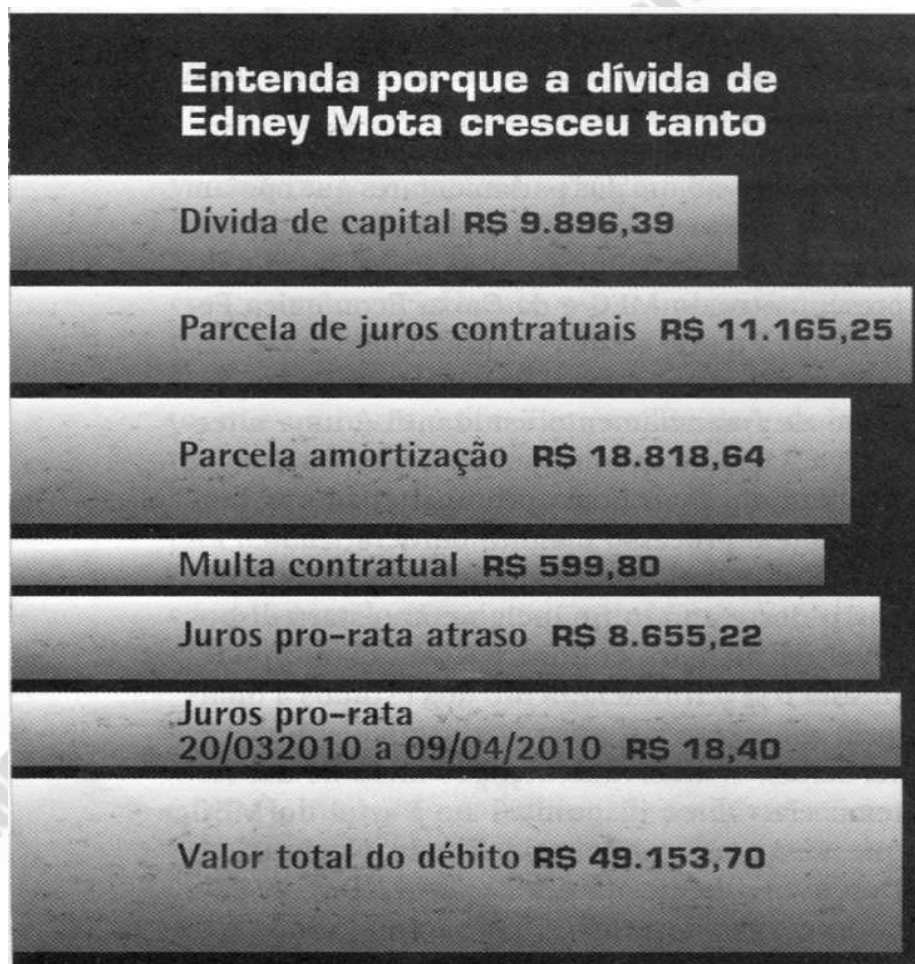 Entenda porque a dívida de
Edney Mota cresceu tanto
Dívida de capital R$ 9.896,39
Parcela de juros contratuais R$ 11.165,25
Parcela amortização R$ 18.818,64
Multa contratual R$ 599,80
Juros pro-rata atraso R$ 8.655,22
Juros pro-rata
20/032010 a 09/04/2010 R$ 18,40
Valor total do débito R$ 49.153,70